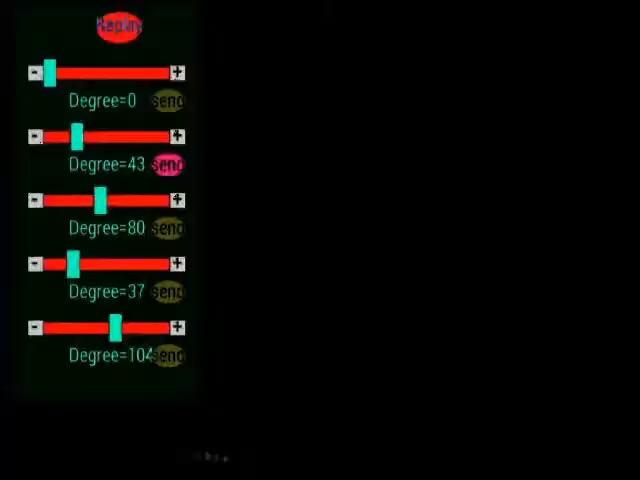 Replay
- +
Degree=0 send
- +
Degree=43 send
- +
Degree=80 send
- +
Degree=37 send
- +
Degree=104 send